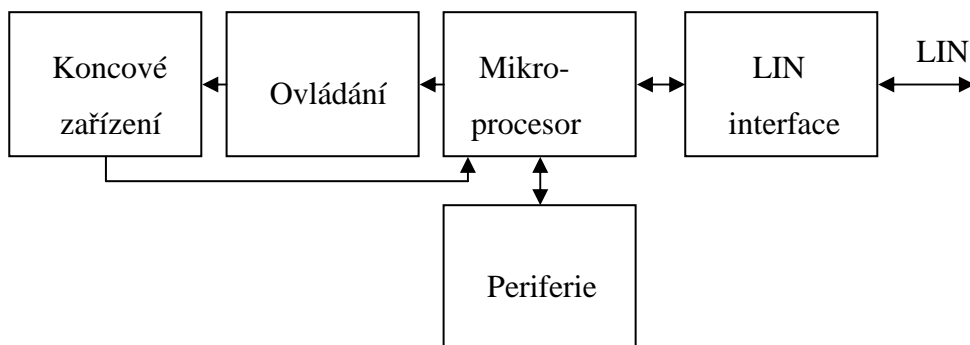 Koncové
zařízení
Ovládání
Mikro-
procesor
LIN
interface
LIN
Periferie